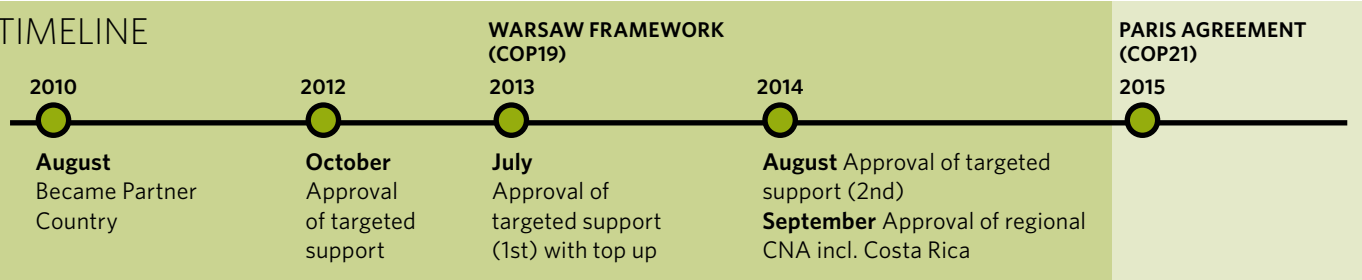 TIMELINE
WARSAW FRAMEWORK
(COP19)
PARIS AGREEMENT
(COP21)
2010
2012
2013
2014
2015
August
Became Partner
Country
October
Approval
of targeted
support
July
Approval of
targeted support
(1st) with top up
August Approval of targeted
support (2nd)
September Approval of regional
CNA incl. Costa Rica